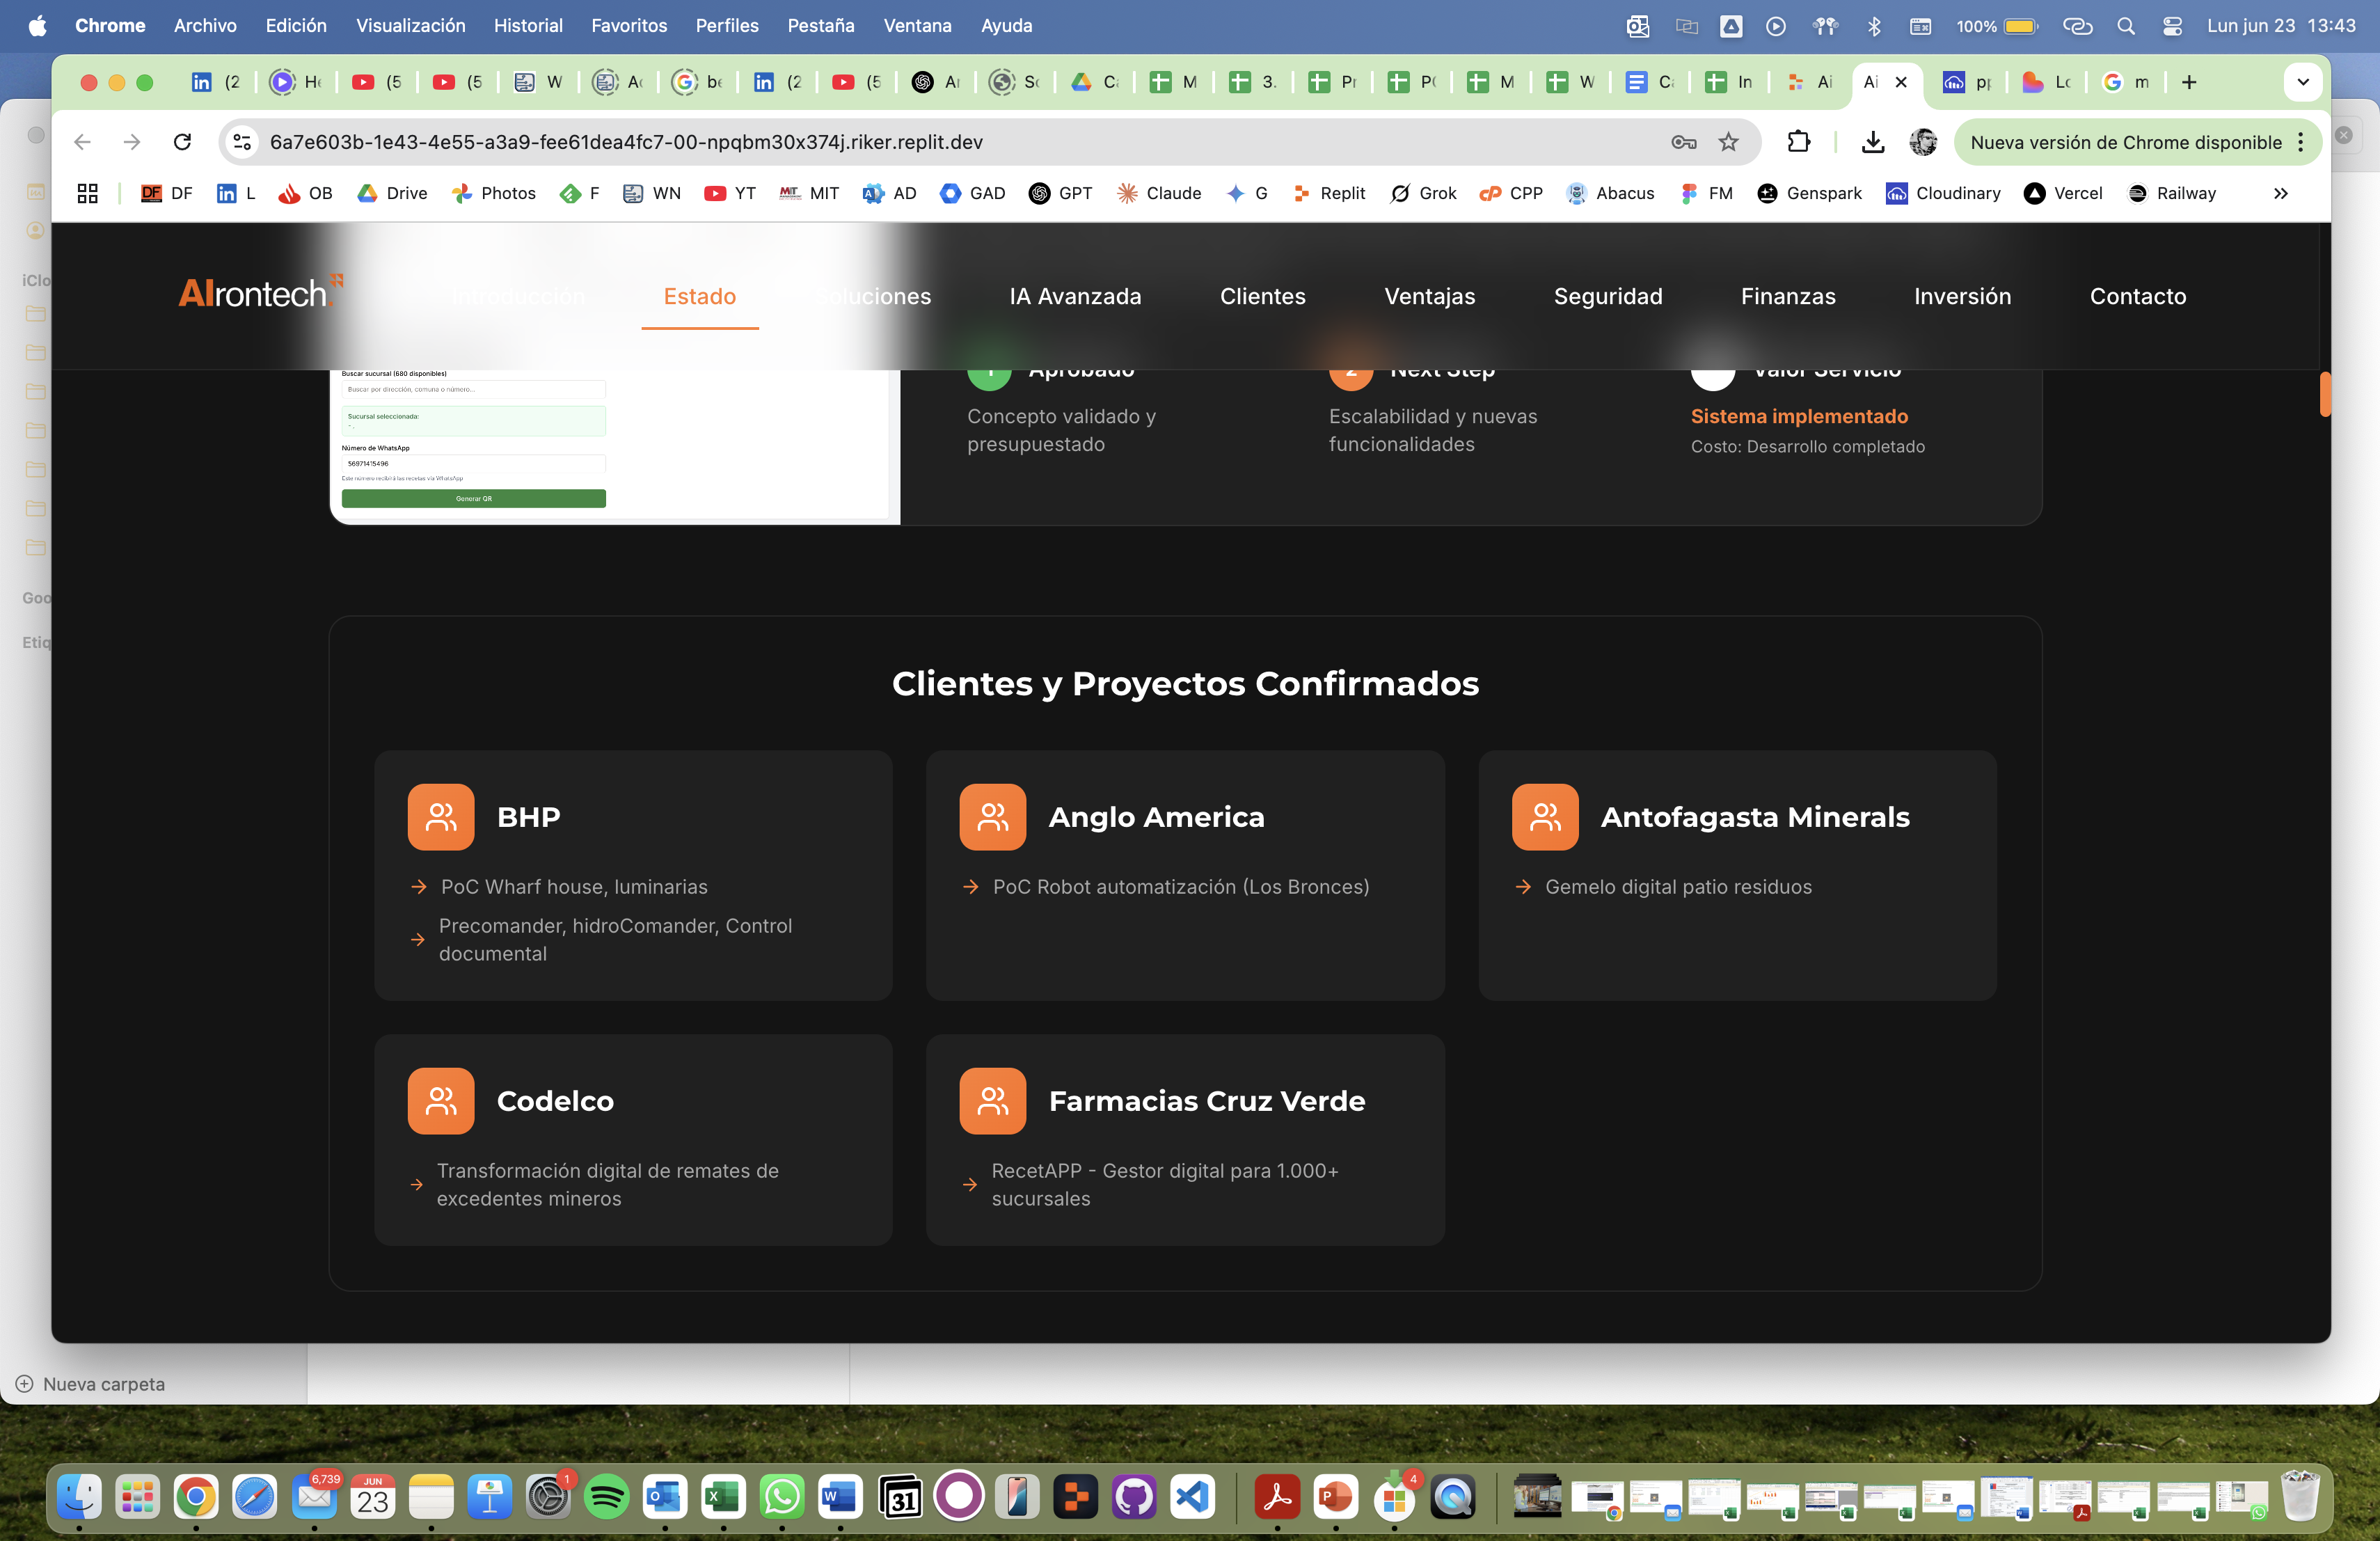 Chrome Archivo Edición Visualización Historial Favoritos Perfiles Pestaña Ventana Ayuda 100% Lun jun 23 13:43
(2 (5 (5 W (2 (5 M 3. M W In Ai Ai m
6a7e603b-1e43-4e55-a3a9-fee61dea4fc7-00-npqbm30x374j.riker.replit.dev
Nueva versión de Chrome disponible
DF DF L OB Drive Photos F WN YT MIT AD GAD GPT Claude G Replit Grok CPP Abacus FM Genspark Cloudinary Vercel Railway
iClo
Goo
Etiq
AIrontech.
Introducción Estado Soluciones IA Avanzada Clientes Ventajas Seguridad Finanzas Inversión Contacto
Buscar sucursal (680 disponibles)
Buscar por dirección, comuna o número...
Sucursal seleccionada:
- ,
Número de WhatsApp
56971415496
Este número recibirá las recetas vía WhatsApp
Generar QR
1 Aprobado
Concepto validado y
presupuestado
2 Next Step
Escalabilidad y nuevas
funcionalidades
Valor Servicio
Sistema implementado
Costo: Desarrollo completado
Clientes y Proyectos Confirmados
BHP
PoC Wharf house, luminarias
Precomander, hidroComander, Control
documental
Anglo America
PoC Robot automatización (Los Bronces)
Antofagasta Minerals
Gemelo digital patio residuos
Codelco
Transformación digital de remates de
excedentes mineros
Farmacias Cruz Verde
RecetAPP - Gestor digital para 1.000+
sucursales
Nueva carpeta
6,739 JUN 23 1 31 4